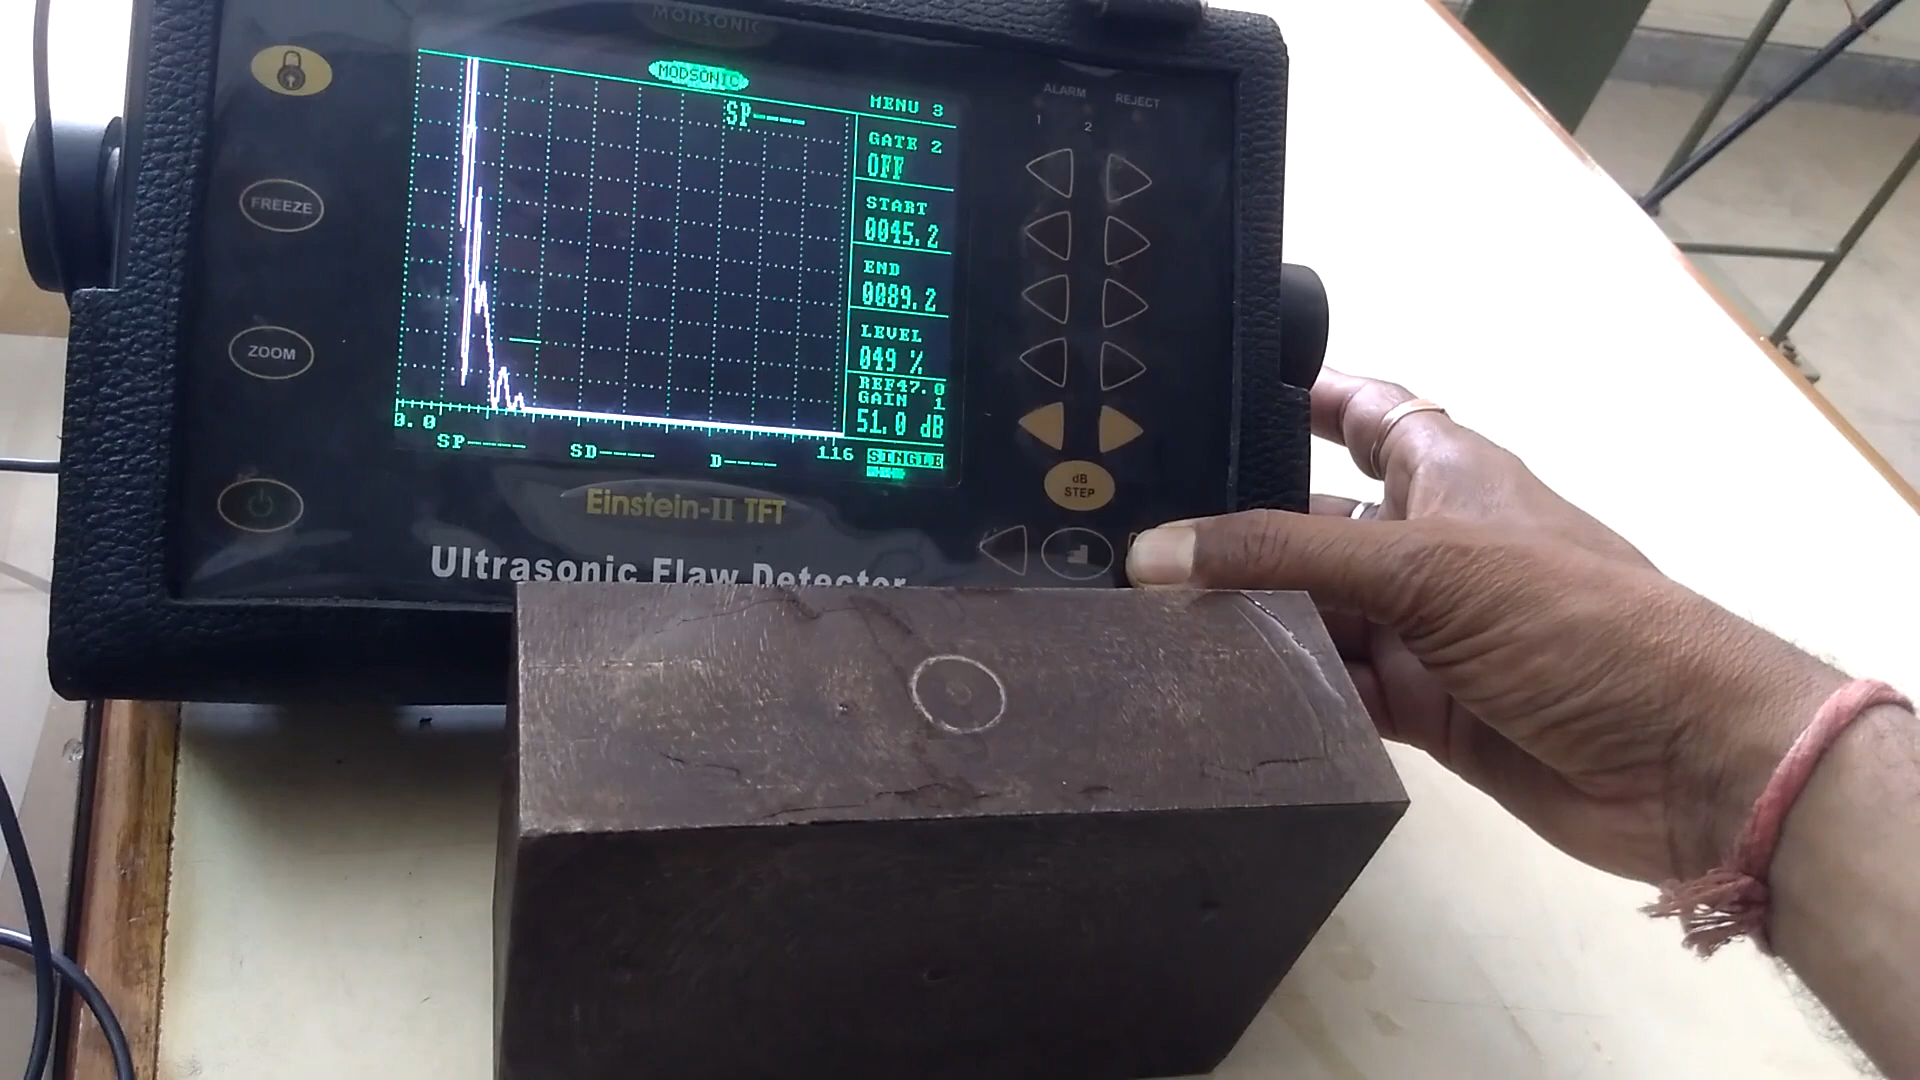 MODSONIC
MODSONIC
MENU 3
SP----
GATE 2
OFF
START
0045.2
END
0089.2
LEVEL
049 %
REF47.0
GAIN 1
51.0 dB
SINGLE
0.0
116
SP----
SD----
D----
ALARM
REJECT
1
2
FREEZE
ZOOM
dB
STEP
Einstein-II TFT
Ultrasonic Flaw Detector